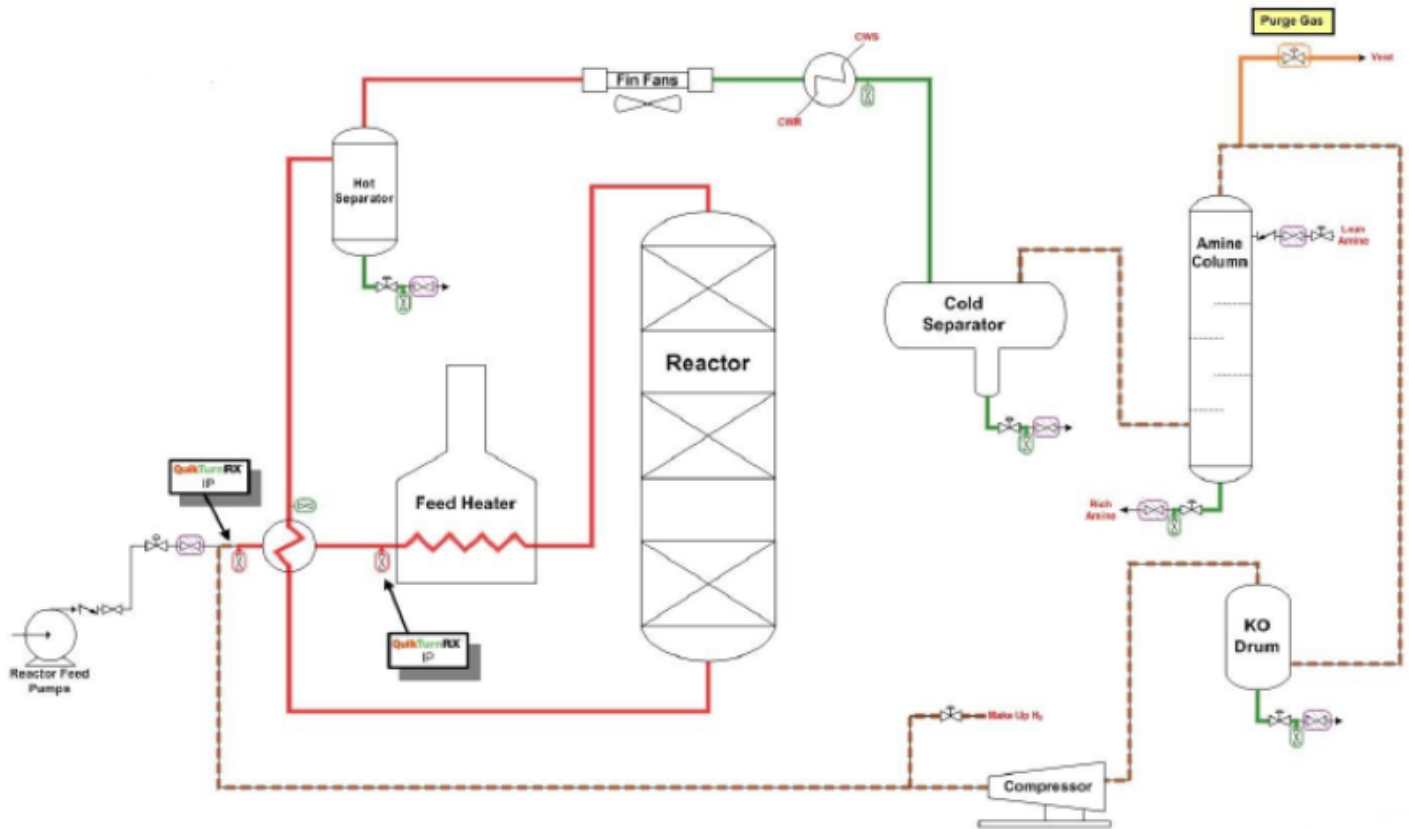 Purge Gas
Vent
CWS
Fin Fans
CWR
Hot
Separator
Lean
Amine
Amine
Column
Cold
Separator
Reactor
QuikTurnRX
IP
Feed Heater
Rich
Amine
KO
Drum
QuikTurnRX
IP
Reactor Feed
Pumps
Make Up H₂
Compressor